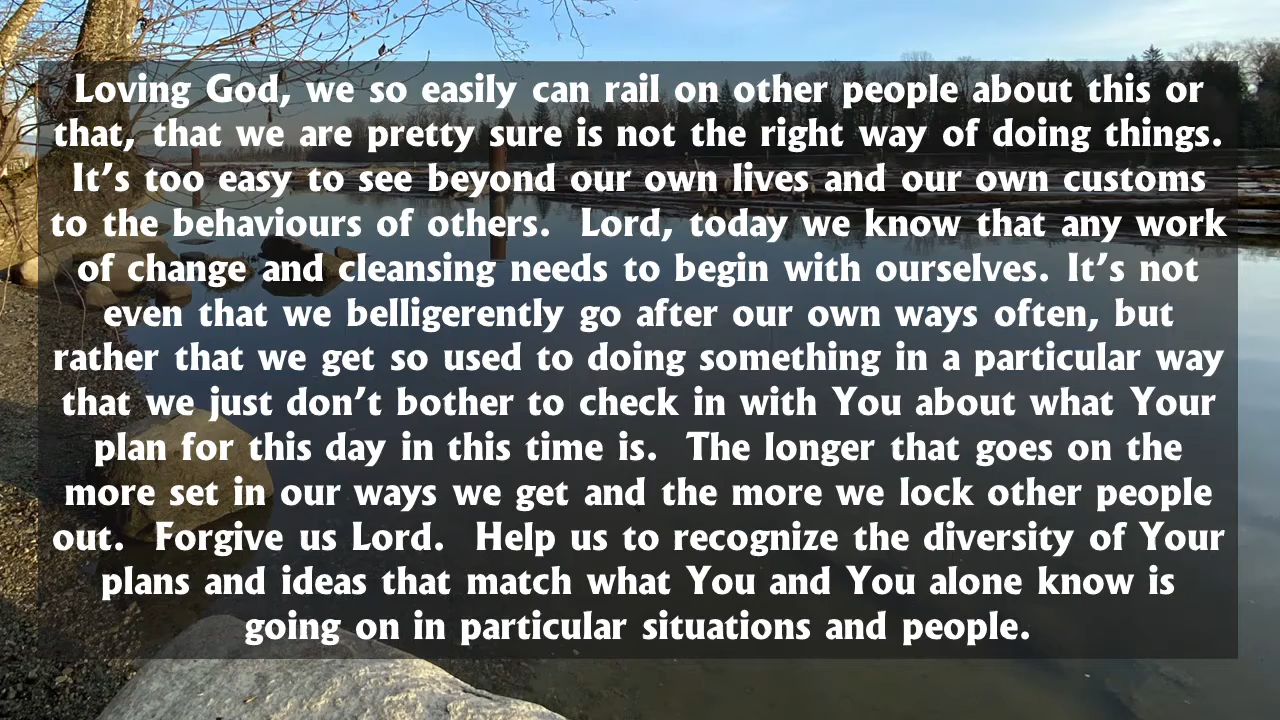 Loving God, we so easily can rail on other people about this or
that, that we are pretty sure is not the right way of doing things.
It’s too easy to see beyond our own lives and our own customs
to the behaviours of others.  Lord, today we know that any work
of change and cleansing needs to begin with ourselves. It’s not
even that we belligerently go after our own ways often, but
rather that we get so used to doing something in a particular way
that we just don’t bother to check in with You about what Your
plan for this day in this time is.  The longer that goes on the
more set in our ways we get and the more we lock other people
out.  Forgive us Lord.  Help us to recognize the diversity of Your
plans and ideas that match what You and You alone know is
going on in particular situations and people.